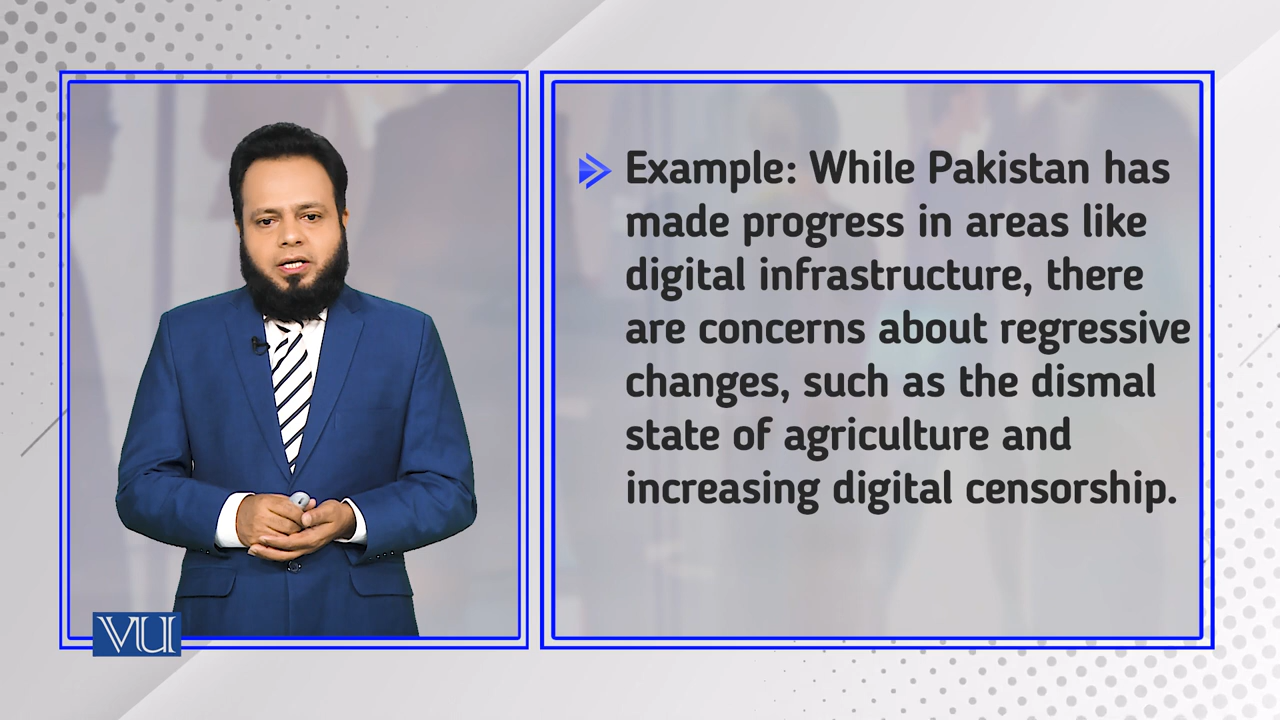 Example: While Pakistan has
made progress in areas like
digital infrastructure, there
are concerns about regressive
changes, such as the dismal
state of agriculture and
increasing digital censorship.
VU